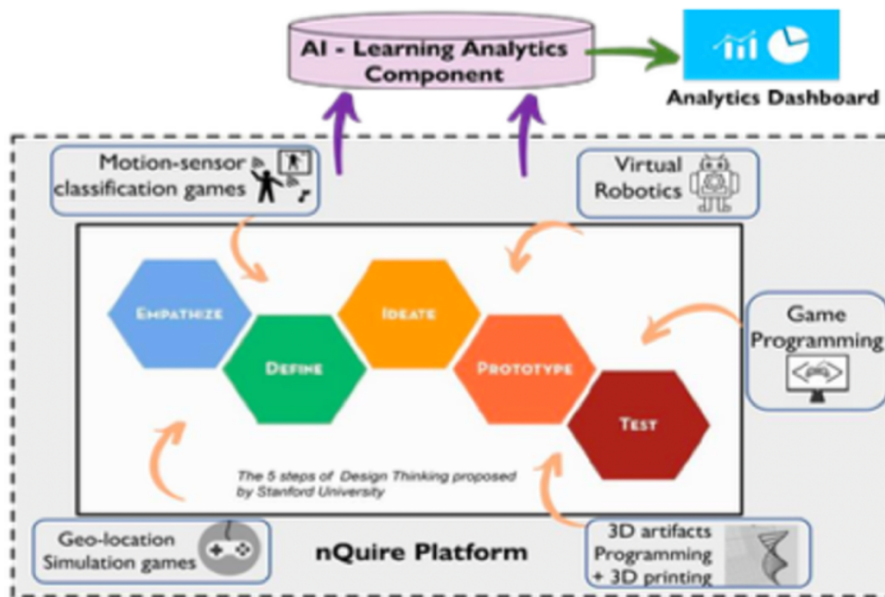 AI - Learning Analytics
Component
Analytics Dashboard
Motion-sensor
classification games
Virtual
Robotics
EMPATHIZE
IDEATE
Game
Programming
DEFINE
PROTOTYPE
TEST
The 5 steps of Design Thinking proposed
by Stanford University
Geo-location
Simulation games
nQuire Platform
3D artifacts
Programming
+ 3D printing